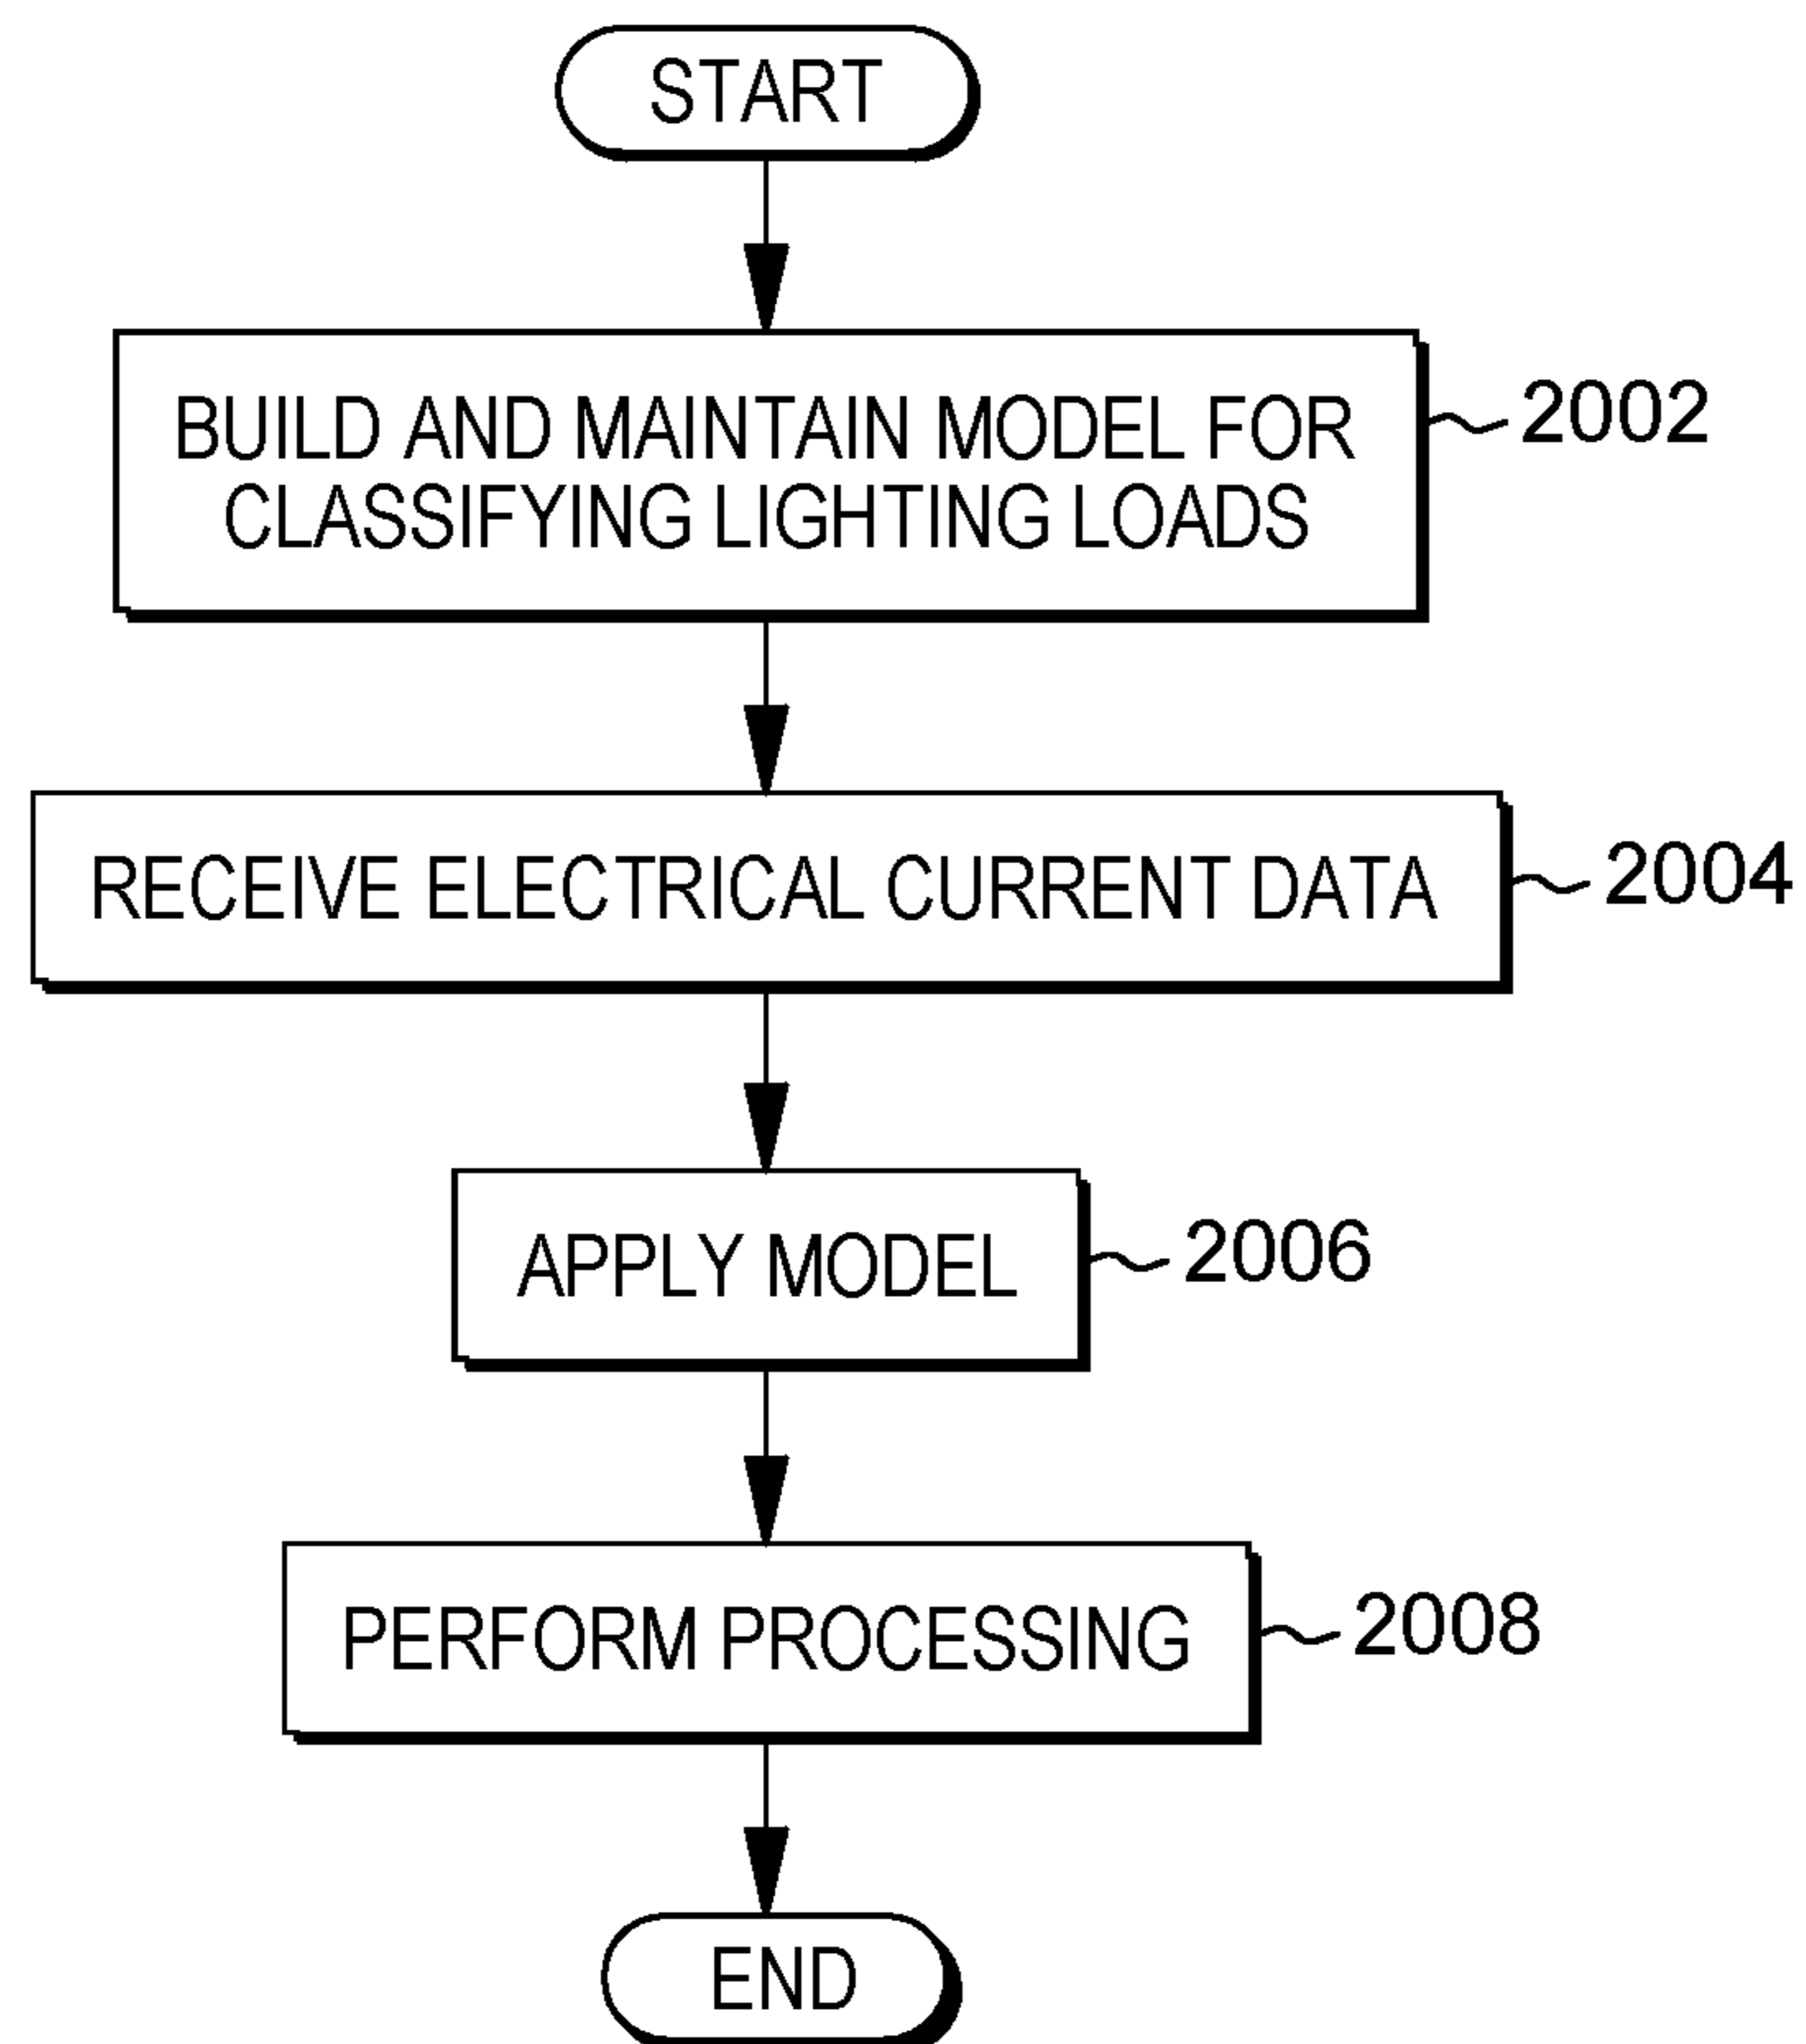 START
BUILD AND MAINTAIN MODEL FOR
CLASSIFYING LIGHTING LOADS
2002
RECEIVE ELECTRICAL CURRENT DATA
2004
APPLY MODEL
2006
PERFORM PROCESSING
2008
END